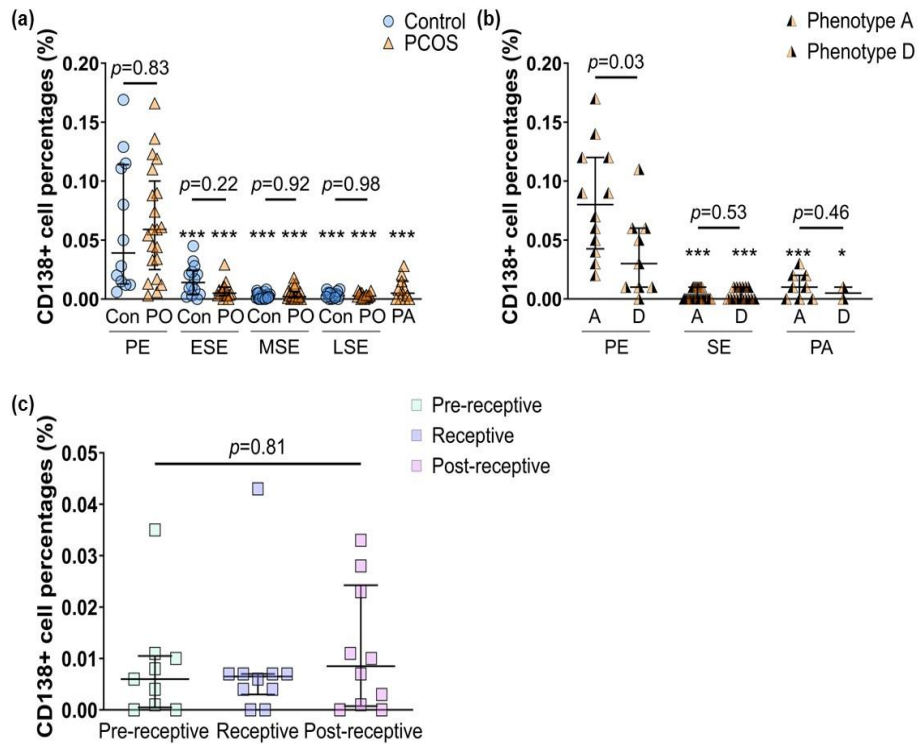 (a)
Control
PCOS
CD138+ cell percentages (%)
0.20
0.15
0.10
0.05
0.00
p=0.83
p=0.22
p=0.92
p=0.98
*** *** *** *** *** *** ***
Con PO Con PO Con PO Con PO PA
PE ESE MSE LSE
(b)
Phenotype A
Phenotype D
CD138+ cell percentages (%)
0.20
0.15
0.10
0.05
0.00
p=0.03
p=0.53
p=0.46
*** *** *** *
A D A D A D
PE SE PA
(c)
Pre-receptive
Receptive
Post-receptive
CD138+ cell percentages (%)
0.05
0.04
0.03
0.02
0.01
0.00
p=0.81
Pre-receptive Receptive Post-receptive